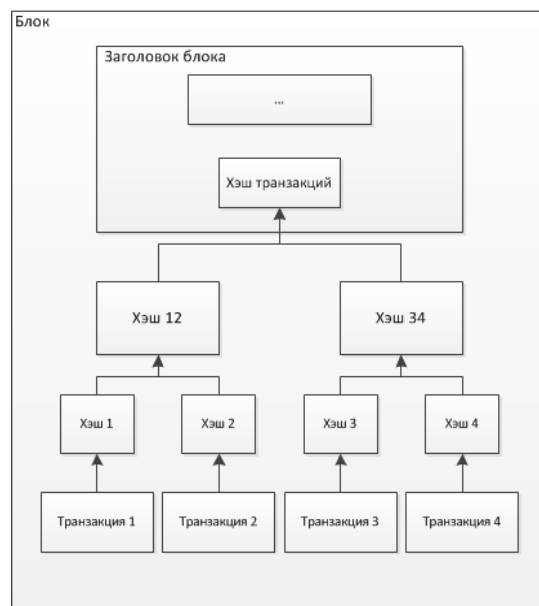 Блок
Заголовок блока
...
Хэш транзакций
Хэш 12
Хэш 34
Хэш 1
Хэш 2
Хэш 3
Хэш 4
Транзакция 1
Транзакция 2
Транзакция 3
Транзакция 4